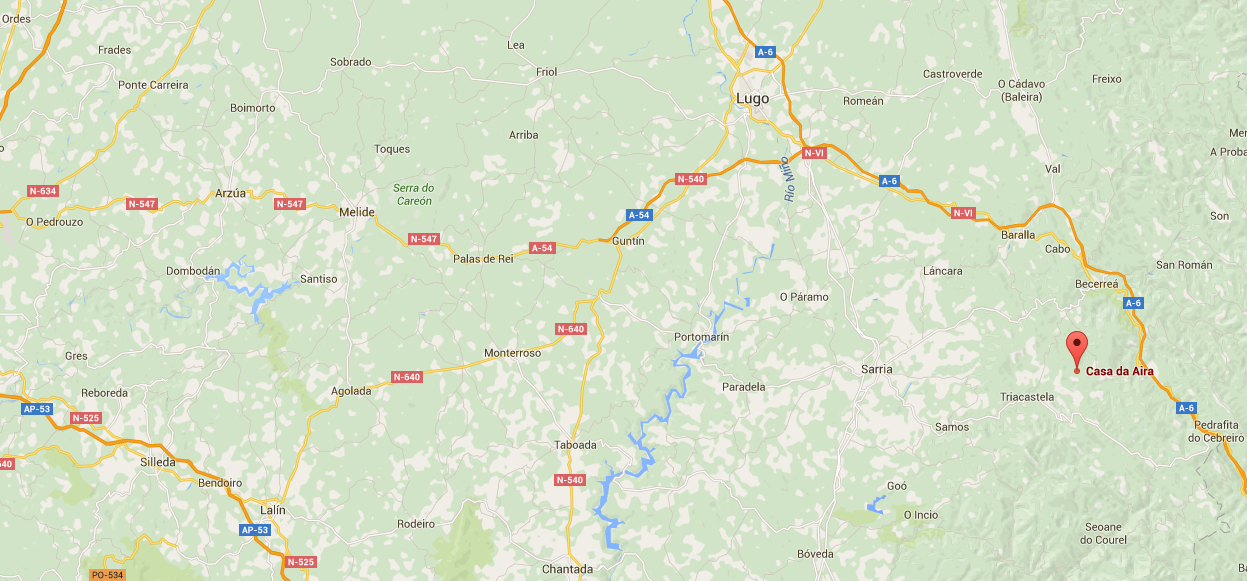 Ordes
Frades
Ponte Carreira
Sobrado
Lea
Friol
A-6
Castroverde
O Cádavo
(Baleira)
Freixo
Lugo
Romeán
Boimorto
Arriba
Toques
N-VI
A Proba
Val
Río Miño
N-634
N-547
Arzúa
N-547
Serra do
Careón
N-540
A-6
Melide
A-54
N-VI
Son
O Pedrouzo
N-547
A-54
Guntín
Baralla
Cabo
Palas de Rei
San Román
Dombodán
Santiso
Láncara
Becerreá
O Páramo
A-6
N-640
Portomarín
Gres
Monterroso
Sarria
Casa da Aira
N-640
Agolada
Paradela
Reboreda
Triacastela
AP-53
N-525
A-6
Samos
Pedrafita
do Cebreiro
Taboada
Silleda
640
Bendoiro
N-540
Goó
Lalín
O Incio
Rodeiro
AP-53
Seoane
do Courel
Bóveda
N-525
Chantada
PO-534